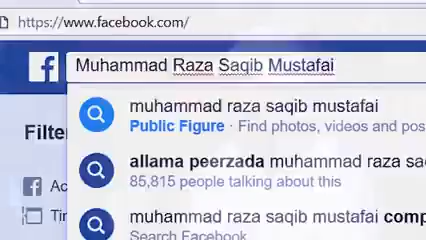 https://www.facebook.com/
f Muhammad Raza Saqib Mustafai
muhammad raza saqib mustafai
Public Figure · Find photos, videos and pos
Filter
allama peerzada muhammad raza sa
85,815 people talking about this
Ac
muhammad raza saqib mustafai comp
Tir
Search Facebook